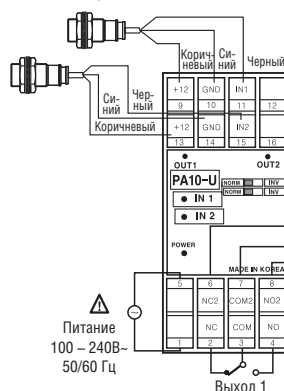 Корич-
невый
Си-
ний
Черный
Си-
ний
Чер-
ный
Коричневый
+12 GND IN1
9 10 11 12
+12 GND IN2
13 14 15 16
OUT1 OUT2
PA10-U
NORM INV
NORM INV
IN 1
IN 2
POWER
MADE IN KOREA
5 6 7 8
NC2 COM2 NO2
NC COM NO
1 2 3 4
Питание
100 – 240В~
50/60 Гц
Выход 1